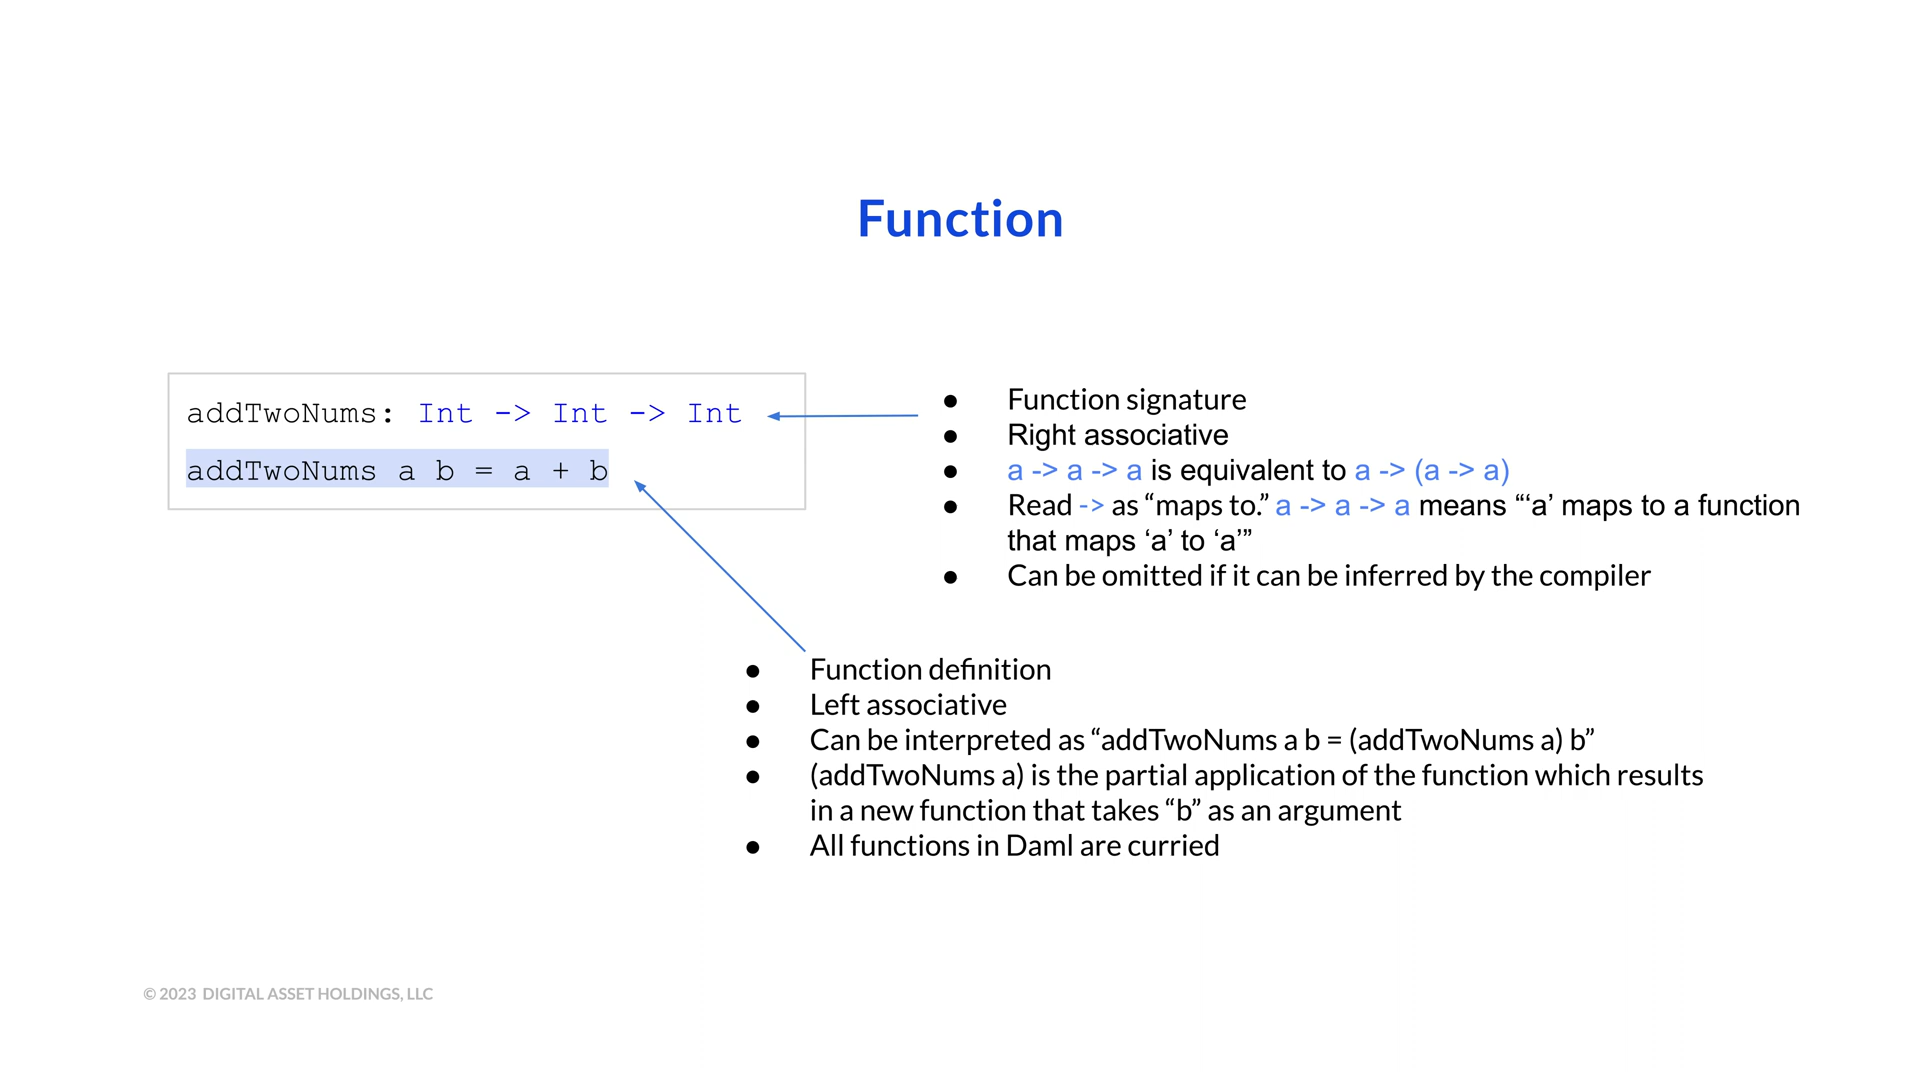 Function
addTwoNums: Int -> Int -> Int
addTwoNums a b = a + b
● Function signature
● Right associative
● a -> a -> a is equivalent to a -> (a -> a)
● Read -> as “maps to.” a -> a -> a means “‘a’ maps to a function
that maps ‘a’ to ‘a’”
● Can be omitted if it can be inferred by the compiler
● Function definition
● Left associative
● Can be interpreted as “addTwoNums a b = (addTwoNums a) b”
● (addTwoNums a) is the partial application of the function which results
in a new function that takes “b” as an argument
● All functions in Daml are curried
© 2023 DIGITAL ASSET HOLDINGS, LLC